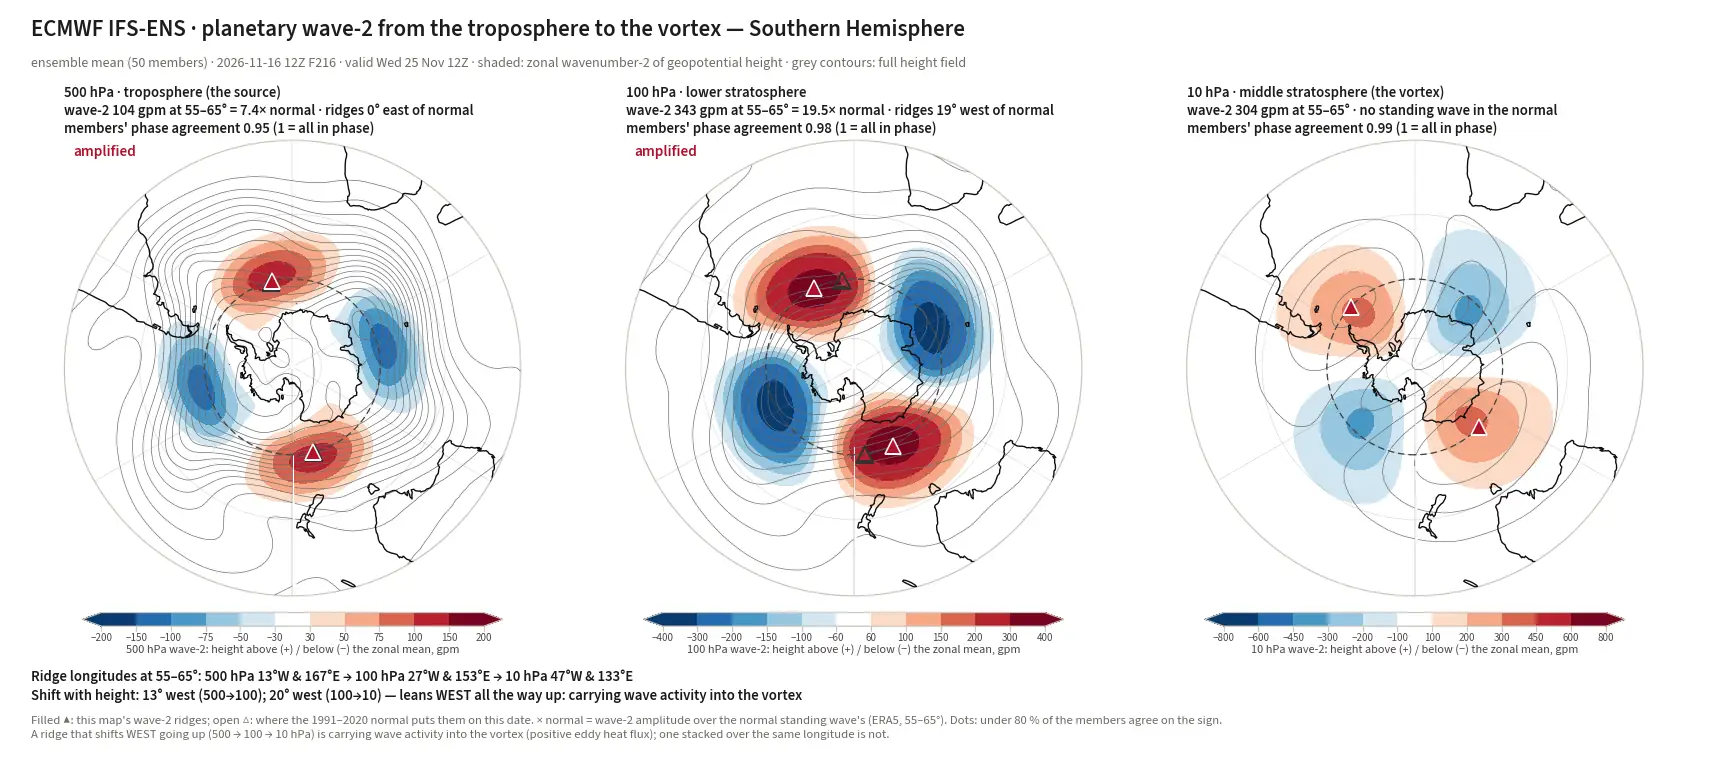 ECMWF IFS-ENS · planetary wave-2 from the troposphere to the vortex — Southern Hemisphere
ensemble mean (50 members) · 2026-11-16 12Z F216 · valid Wed 25 Nov 12Z · shaded: zonal wavenumber-2 of geopotential height · grey contours: full height field
500 hPa · troposphere (the source)
wave-2 104 gpm at 55–65° = 7.4× normal · ridges 0° east of normal
members' phase agreement 0.95 (1 = all in phase)
amplified
100 hPa · lower stratosphere
wave-2 343 gpm at 55–65° = 19.5× normal · ridges 19° west of normal
members' phase agreement 0.98 (1 = all in phase)
amplified
10 hPa · middle stratosphere (the vortex)
wave-2 304 gpm at 55–65° · no standing wave in the normal
members' phase agreement 0.99 (1 = all in phase)
−200 −150 −100 −75 −50 −30 30 50 75 100 150 200
500 hPa wave-2: height above (+) / below (−) the zonal mean, gpm
−400 −300 −200 −150 −100 −60 60 100 150 200 300 400
100 hPa wave-2: height above (+) / below (−) the zonal mean, gpm
−800 −600 −450 −300 −200 −100 100 200 300 450 600 800
10 hPa wave-2: height above (+) / below (−) the zonal mean, gpm
Ridge longitudes at 55–65°: 500 hPa 13°W & 167°E → 100 hPa 27°W & 153°E → 10 hPa 47°W & 133°E
Shift with height: 13° west (500→100); 20° west (100→10) — leans WEST all the way up: carrying wave activity into the vortex
Filled ▲: this map's wave-2 ridges; open △: where the 1991–2020 normal puts them on this date. × normal = wave-2 amplitude over the normal standing wave's (ERA5, 55–65°). Dots: under 80 % of the members agree on the sign.
A ridge that shifts WEST going up (500 → 100 → 10 hPa) is carrying wave activity into the vortex (positive eddy heat flux); one stacked over the same longitude is not.